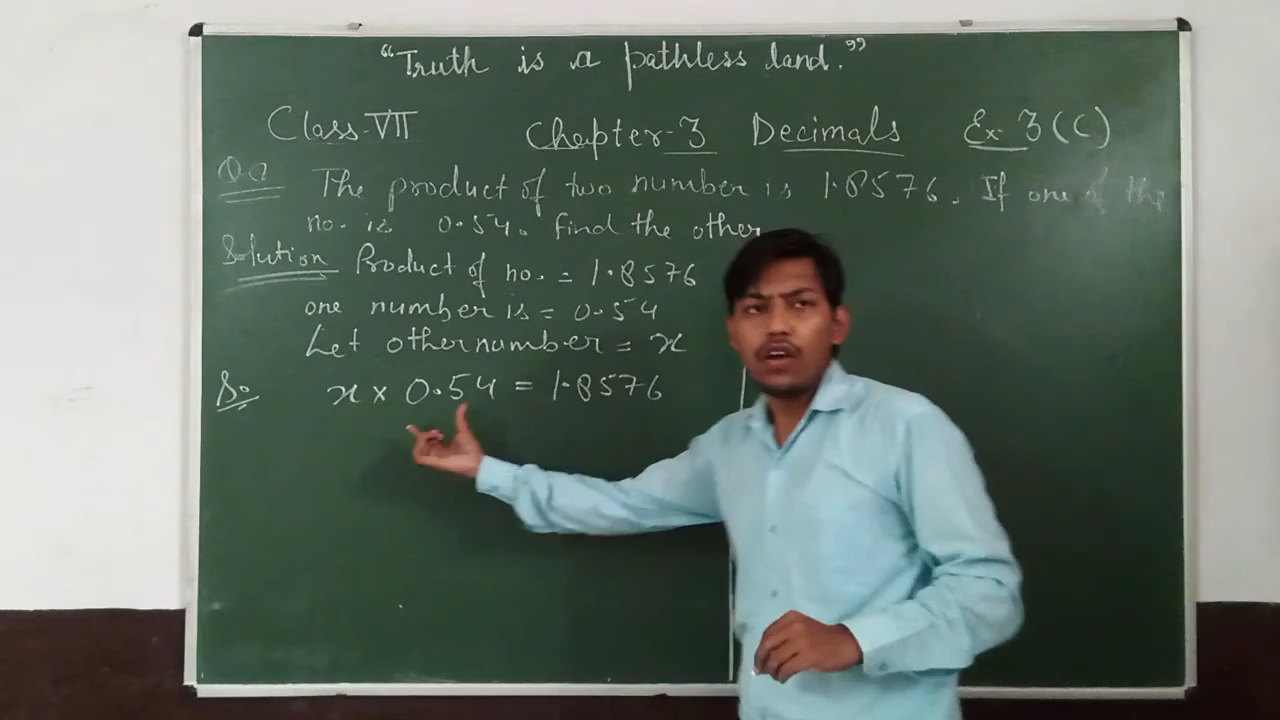 "Truth is a pathless land."
Class-VII Chapter-3 Decimals Ex 3(C)
The product of two number is 1.8576. If one of the
no. is 0.54. find the other
Solution Product of no. = 1.8576
one number is = 0.54
Let other number = x
So x × 0.54 = 1.8576